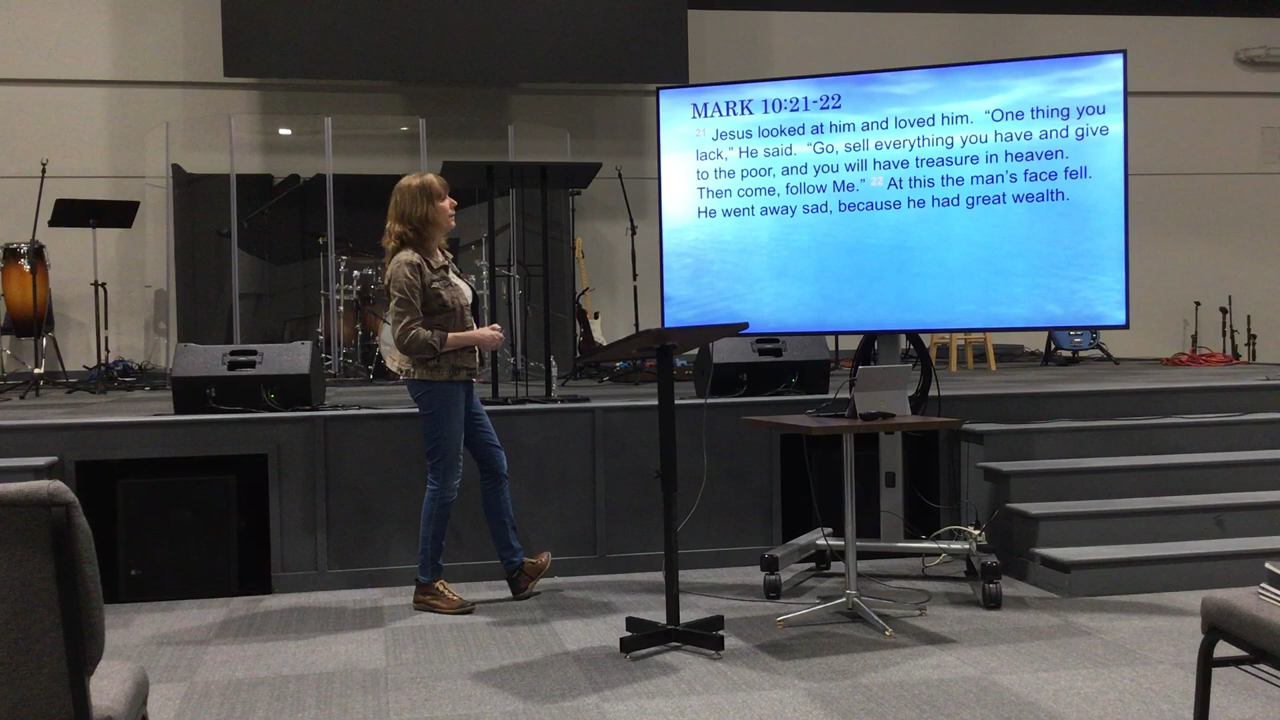 MARK 10:21-22
21 Jesus looked at him and loved him. “One thing you
lack,” He said. “Go, sell everything you have and give
to the poor, and you will have treasure in heaven.
Then come, follow Me.” 22 At this the man’s face fell.
He went away sad, because he had great wealth.